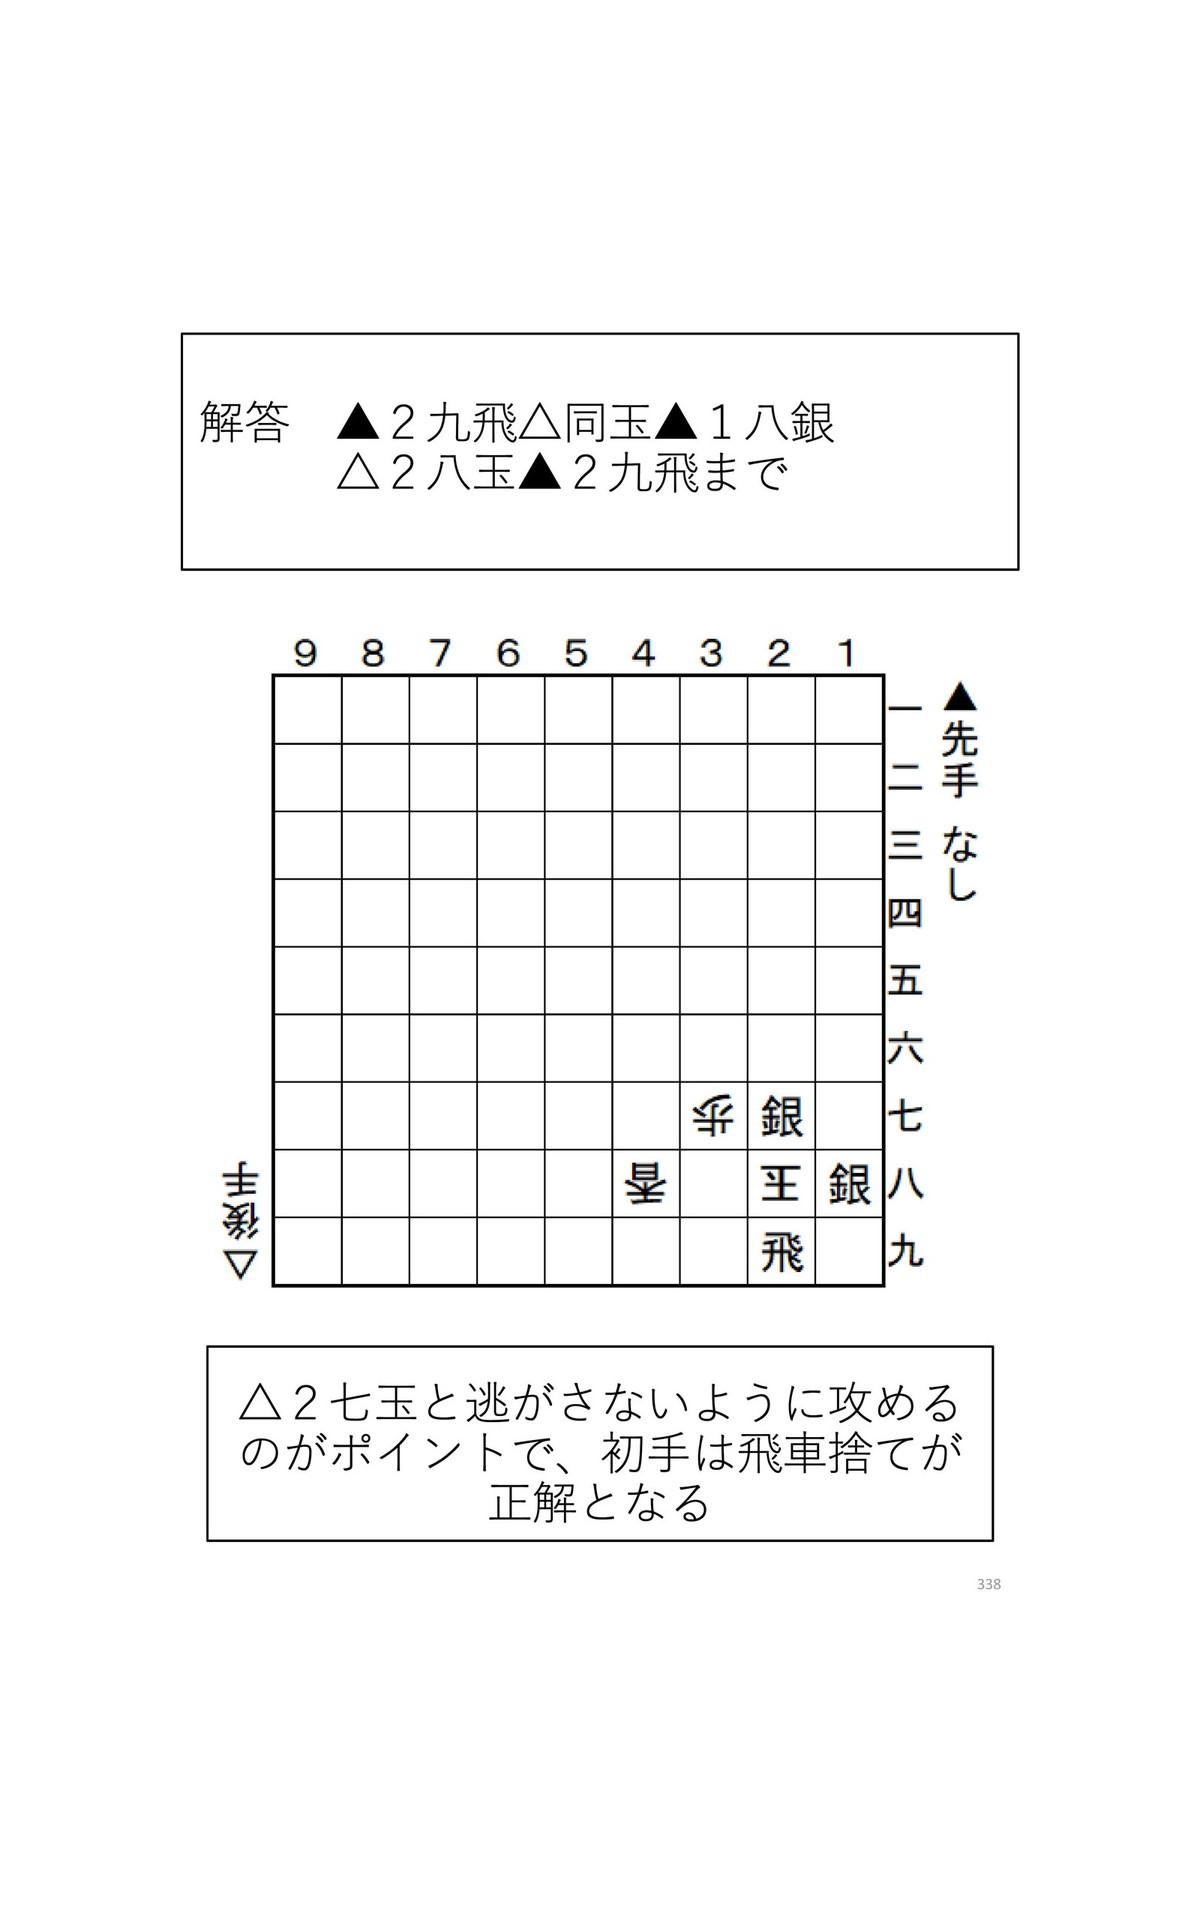 解答　▲２九飛△同玉▲１八銀
△２八玉▲２九飛まで
９ ８ ７ ６ ５ ４ ３ ２ １
一
二
三
四
五
六
歩 銀 七
香 王 銀 八
飛 九
▲先手 なし
△後手
△２七玉と逃がさないように攻める
のがポイントで、初手は飛車捨てが
正解となる
338